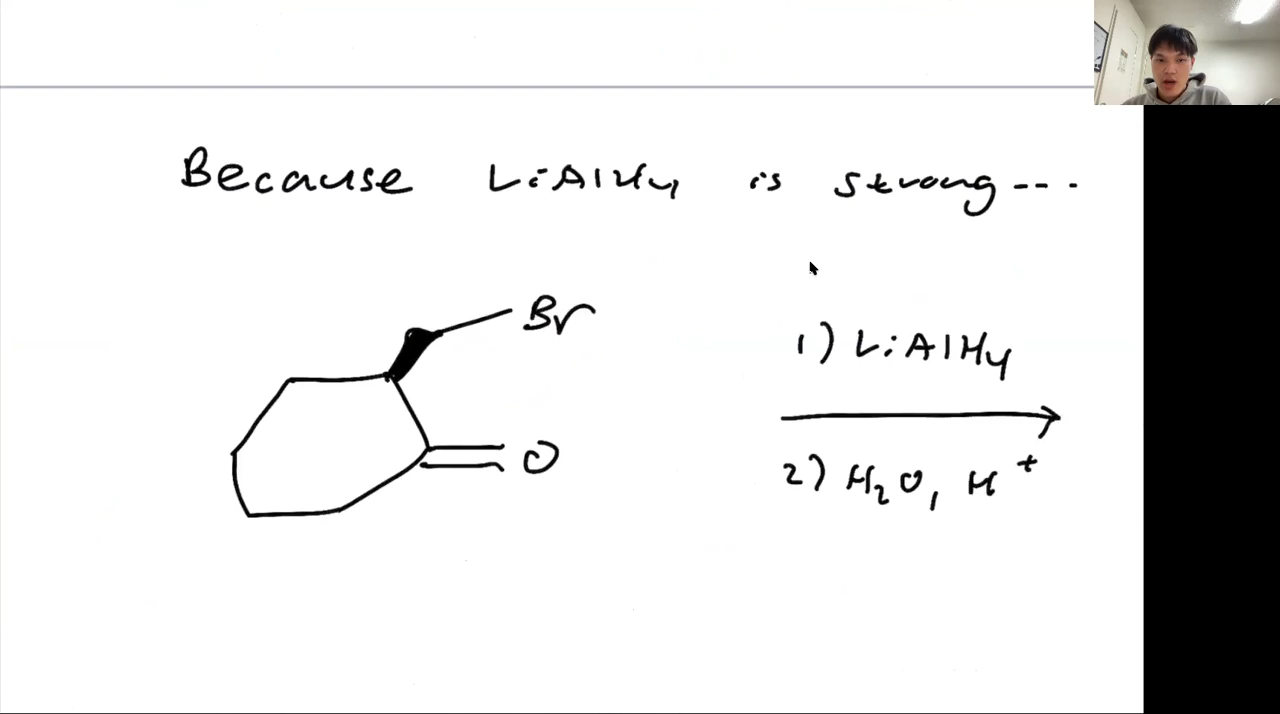 Because LiAlH4 is strong---
Br
1) LiAlH4
O
2) H2O, H+